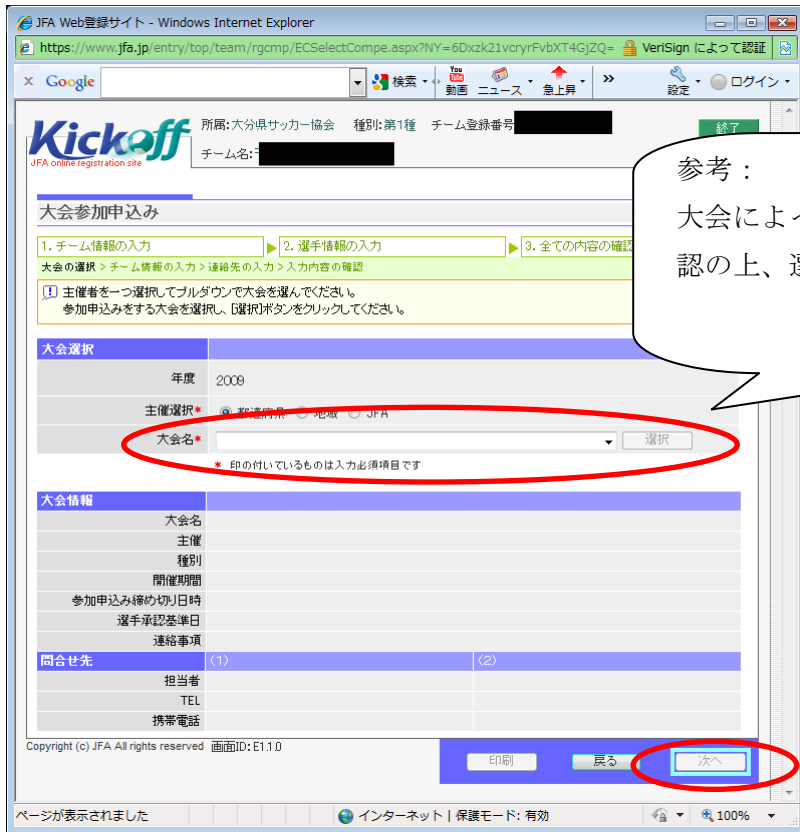 JFA Web登録サイト - Windows Internet Explorer
https://www.jfa.jp/entry/top/team/rgcmp/ECSelectCompe.aspx?NY=6Dxzk21vcryrFvbXT4GjZQ= VeriSign によって認証
x Google 検索 You Tube 動画 ニュース 急上昇 » 設定 ログイン
Kickoff
JFA online registration site
所属:大分県サッカー協会 種別:第1種 チーム登録番号
終了
チーム名:
参考：
大会によっ
認の上、選
大会参加申込み
1. チーム情報の入力 2. 選手情報の入力 3. 全ての内容の確認
大会の選択 > チーム情報の入力 > 連絡先の入力 > 入力内容の確認
主催者を一つ選択してプルダウンで大会を選んでください。
参加申込みをする大会を選択し、[選択]ボタンをクリックしてください。
大会選択
年度 2009
主催選択* 都道府県 地域 JFA
大会名* 選択
* 印の付いているものは入力必須項目です
大会情報
大会名
主催
種別
開催期間
参加申込み締め切り日時
選手承認基準日
連絡事項
問合せ先 (1) (2)
担当者
TEL
携帯電話
Copyright (c) JFA All rights reserved 画面ID:E1.1.0
印刷 戻る 次へ
ページが表示されました インターネット | 保護モード: 有効 100%